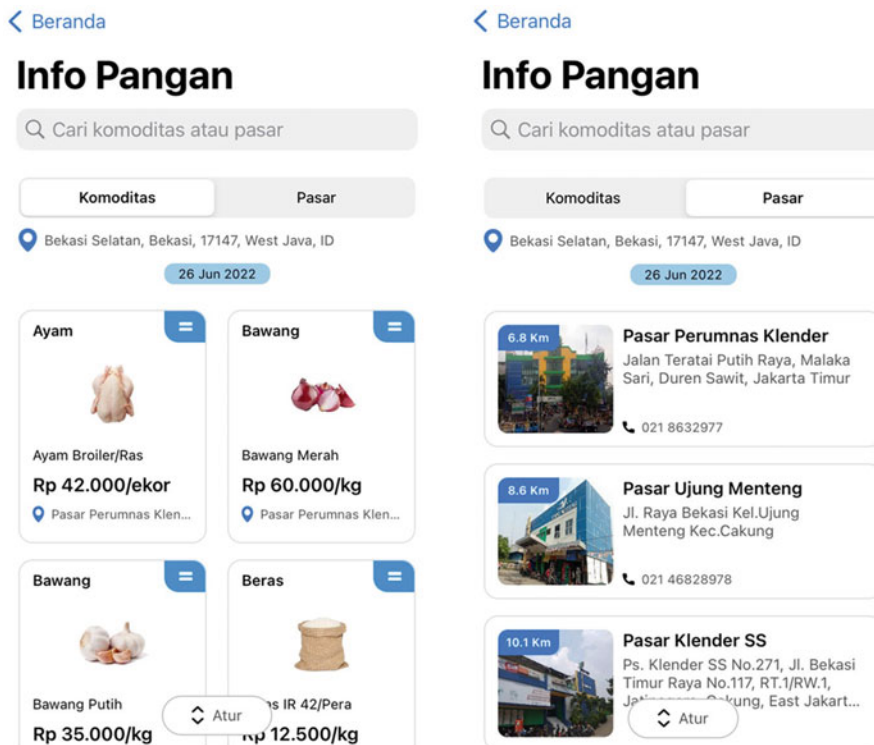 Beranda
Info Pangan
Cari komoditas atau pasar
Komoditas Pasar
Bekasi Selatan, Bekasi, 17147, West Java, ID
26 Jun 2022
Ayam
Ayam Broiler/Ras
Rp 42.000/ekor
Pasar Perumnas Klen...
Bawang
Bawang Merah
Rp 60.000/kg
Pasar Perumnas Klen...
Bawang
Bawang Putih
Rp 35.000/kg
Beras
IR 42/Pera
Rp 12.500/kg
Atur
Beranda
Info Pangan
Cari komoditas atau pasar
Komoditas Pasar
Bekasi Selatan, Bekasi, 17147, West Java, ID
26 Jun 2022
6.8 Km
Pasar Perumnas Klender
Jalan Teratai Putih Raya, Malaka
Sari, Duren Sawit, Jakarta Timur
021 8632977
8.6 Km
Pasar Ujung Menteng
Jl. Raya Bekasi Kel.Ujung
Menteng Kec.Cakung
021 46828978
10.1 Km
Pasar Klender SS
Ps. Klender SS No.271, Jl. Bekasi
Timur Raya No.117, RT.1/RW.1,
East Jakart...
Atur